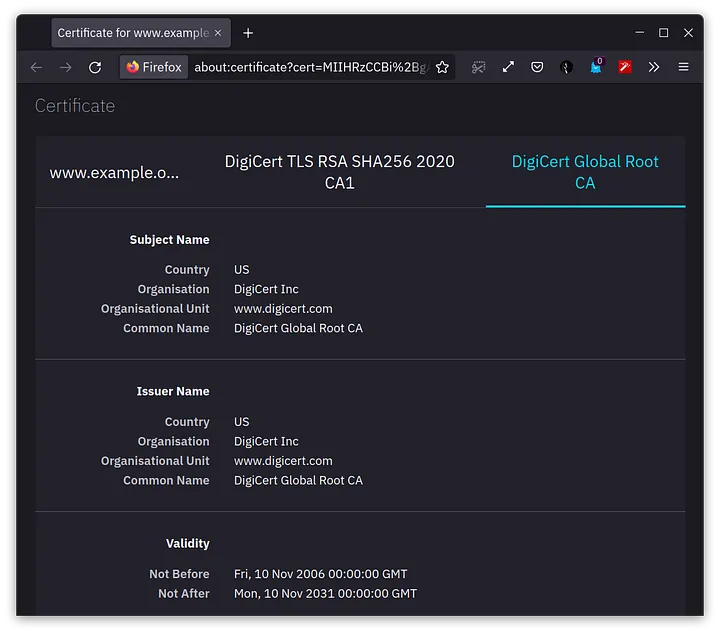 Certificate for www.example
Firefox about:certificate?cert=MIIHRzCCBi%2Bg
0
Certificate
www.example.o...
DigiCert TLS RSA SHA256 2020
CA1
DigiCert Global Root
CA
Subject Name
Country US
Organisation DigiCert Inc
Organisational Unit www.digicert.com
Common Name DigiCert Global Root CA
Issuer Name
Country US
Organisation DigiCert Inc
Organisational Unit www.digicert.com
Common Name DigiCert Global Root CA
Validity
Not Before Fri, 10 Nov 2006 00:00:00 GMT
Not After Mon, 10 Nov 2031 00:00:00 GMT